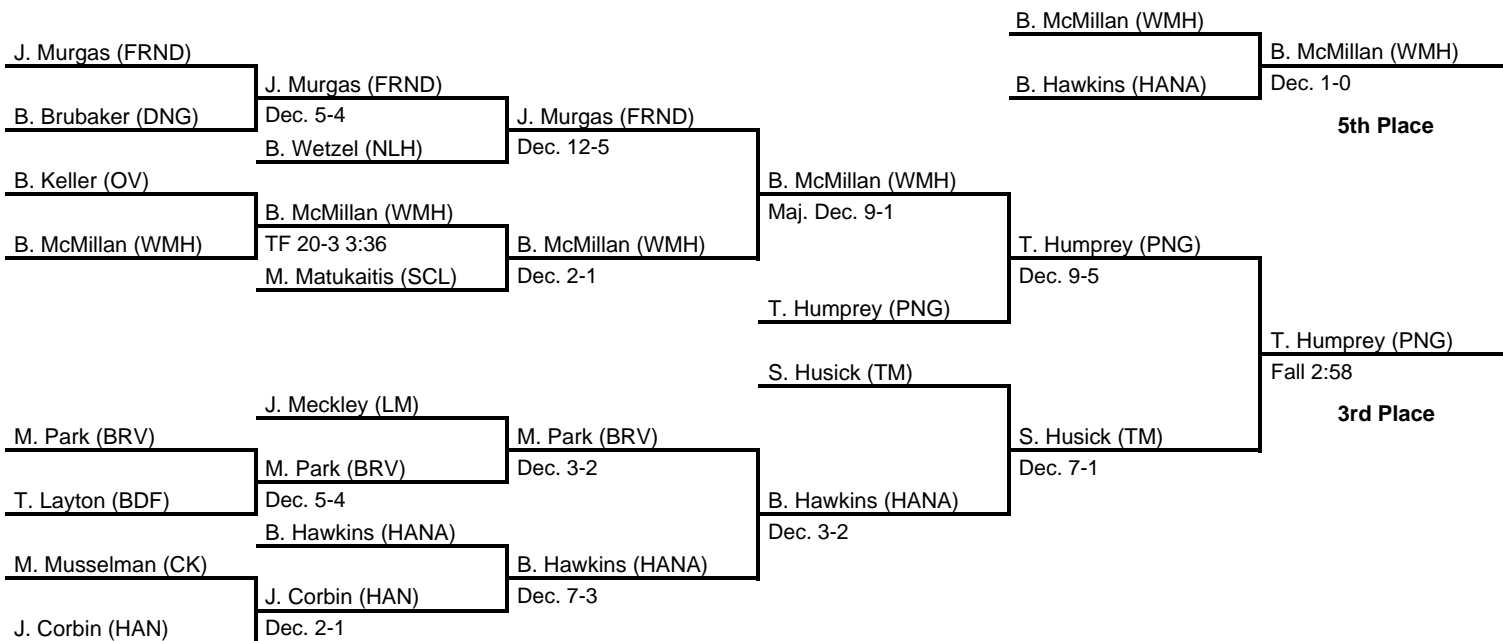 B. McMillan (WMH)
J. Murgas (FRND)
B. McMillan (WMH)
J. Murgas (FRND)
B. Hawkins (HANA)
Dec. 1-0
B. Brubaker (DNG)
Dec. 5-4
J. Murgas (FRND)
5th Place
B. Wetzel (NLH)
Dec. 12-5
B. Keller (OV)
B. McMillan (WMH)
B. McMillan (WMH)
Maj. Dec. 9-1
B. McMillan (WMH)
TF 20-3 3:36
B. McMillan (WMH)
T. Humprey (PNG)
M. Matukaitis (SCL)
Dec. 2-1
Dec. 9-5
T. Humprey (PNG)
T. Humprey (PNG)
S. Husick (TM)
Fall 2:58
J. Meckley (LM)
3rd Place
M. Park (BRV)
M. Park (BRV)
S. Husick (TM)
M. Park (BRV)
Dec. 3-2
Dec. 7-1
T. Layton (BDF)
Dec. 5-4
B. Hawkins (HANA)
B. Hawkins (HANA)
Dec. 3-2
M. Musselman (CK)
B. Hawkins (HANA)
J. Corbin (HAN)
Dec. 7-3
J. Corbin (HAN)
Dec. 2-1